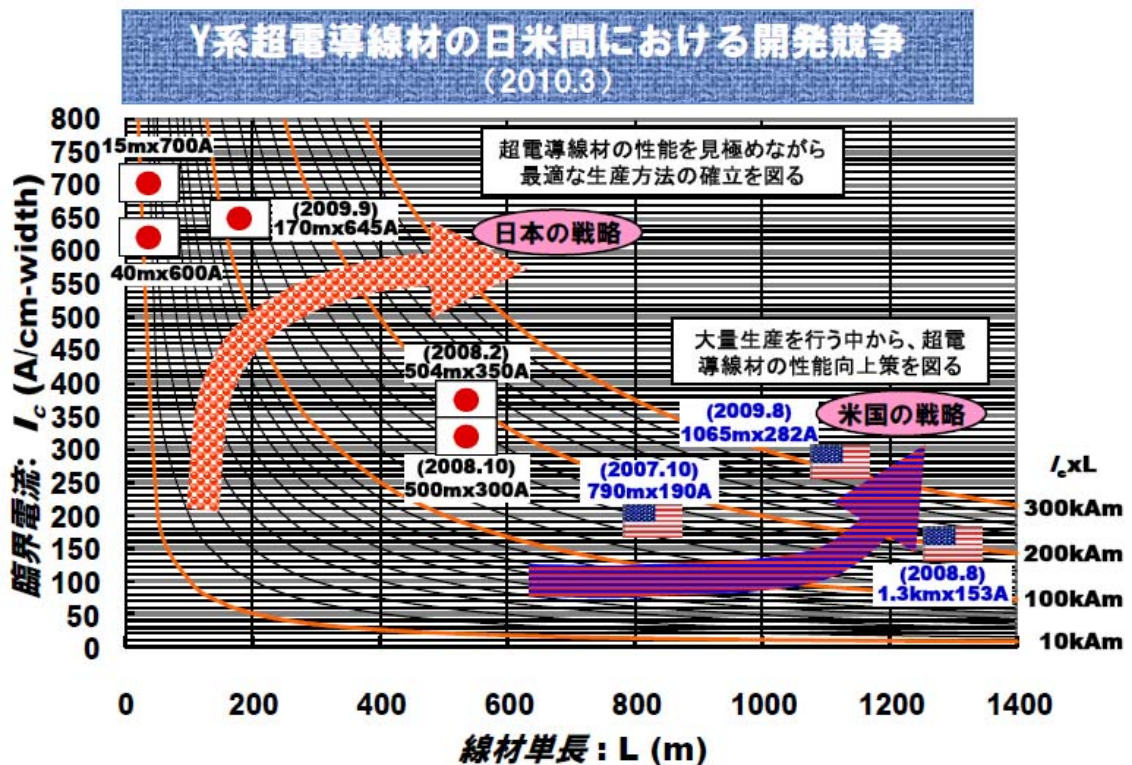 Y系超電導線材の日米間における開発競争
（2010.3）
800
750
700
650
600
550
500
450
400
350
300
250
200
150
100
50
0
臨界電流: Ic (A/cm-width)
15mx700A
40mx600A
(2009.9)
170mx645A
超電導線材の性能を見極めながら
最適な生産方法の確立を図る
日本の戦略
(2008.2)
504mx350A
(2008.10)
500mx300A
大量生産を行う中から、超電
導線材の性能向上策を図る
米国の戦略
(2009.8)
1065mx282A
(2007.10)
790mx190A
(2008.8)
1.3kmx153A
IcxL
300kAm
200kAm
100kAm
10kAm
0 200 400 600 800 1000 1200 1400
線材単長 : L (m)